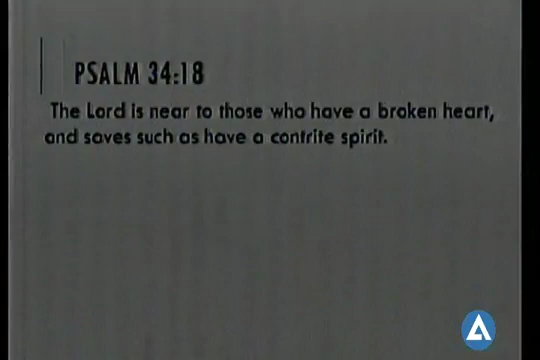 PSALM 34:18
The Lord is near to those who have a broken heart,
and saves such as have a contrite spirit.